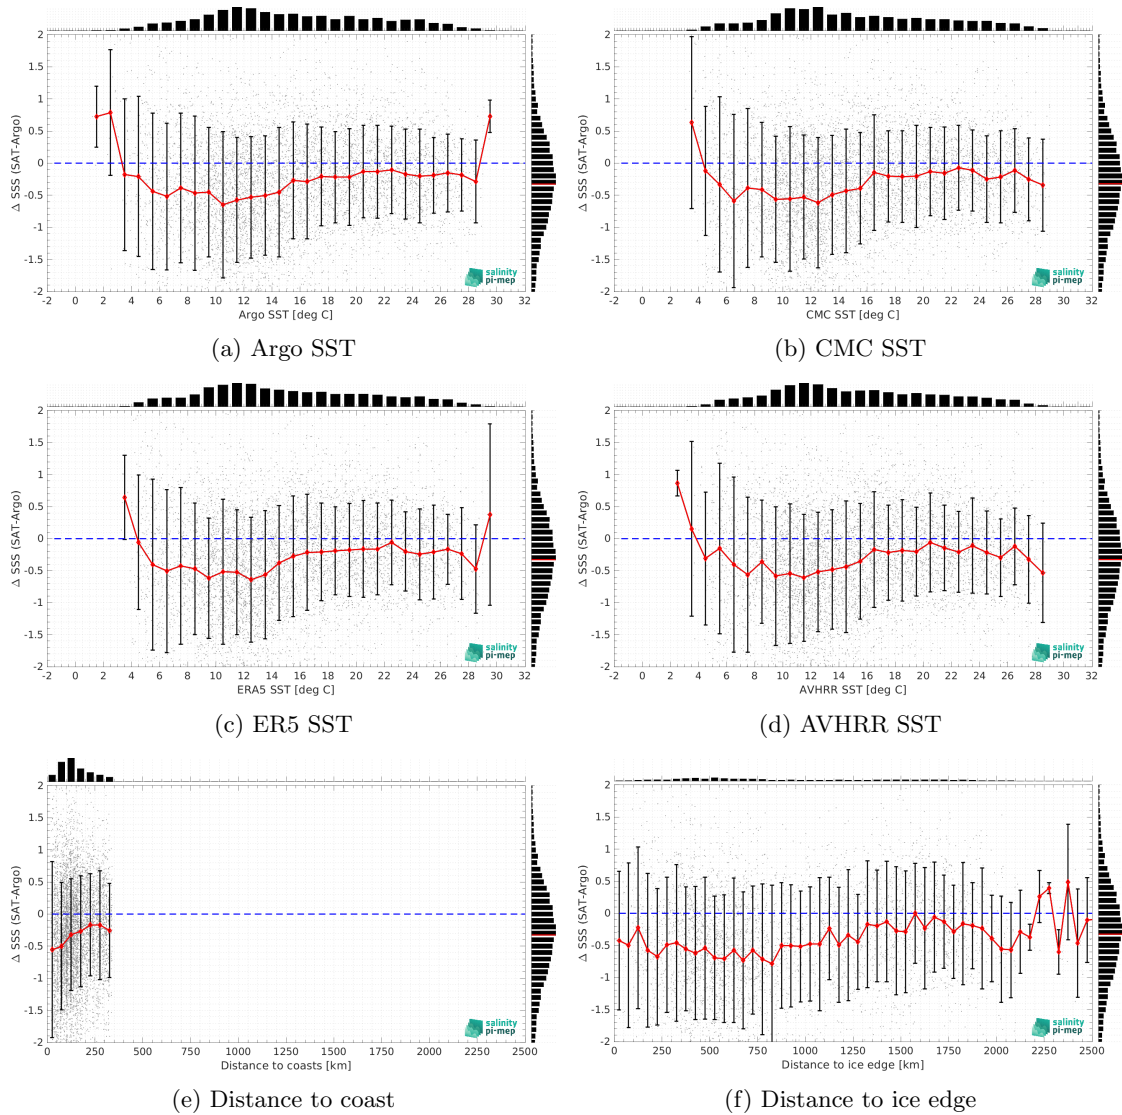 2
1.5
1
0.5
0
-0.5
-1
-1.5
-2
Δ SSS (SAT-Argo)
-2 0 2 4 6 8 10 12 14 16 18 20 22 24 26 28 30 32
Argo SST [deg C]
salinity
pi-mep
(a) Argo SST
2
1.5
1
0.5
0
-0.5
-1
-1.5
-2
Δ SSS (SAT-Argo)
-2 0 2 4 6 8 10 12 14 16 18 20 22 24 26 28 30 32
CMC SST [deg C]
salinity
pi-mep
(b) CMC SST
2
1.5
1
0.5
0
-0.5
-1
-1.5
-2
Δ SSS (SAT-Argo)
-2 0 2 4 6 8 10 12 14 16 18 20 22 24 26 28 30 32
ERA5 SST [deg C]
salinity
pi-mep
(c) ER5 SST
2
1.5
1
0.5
0
-0.5
-1
-1.5
-2
Δ SSS (SAT-Argo)
-2 0 2 4 6 8 10 12 14 16 18 20 22 24 26 28 30 32
AVHRR SST [deg C]
salinity
pi-mep
(d) AVHRR SST
2
1.5
1
0.5
0
-0.5
-1
-1.5
-2
Δ SSS (SAT-Argo)
0 250 500 750 1000 1250 1500 1750 2000 2250 2500
Distance to coasts [km]
salinity
pi-mep
(e) Distance to coast
2
1.5
1
0.5
0
-0.5
-1
-1.5
-2
Δ SSS (SAT-Argo)
0 250 500 750 1000 1250 1500 1750 2000 2250 2500
Distance to ice edge [km]
salinity
pi-mep
(f) Distance to ice edge